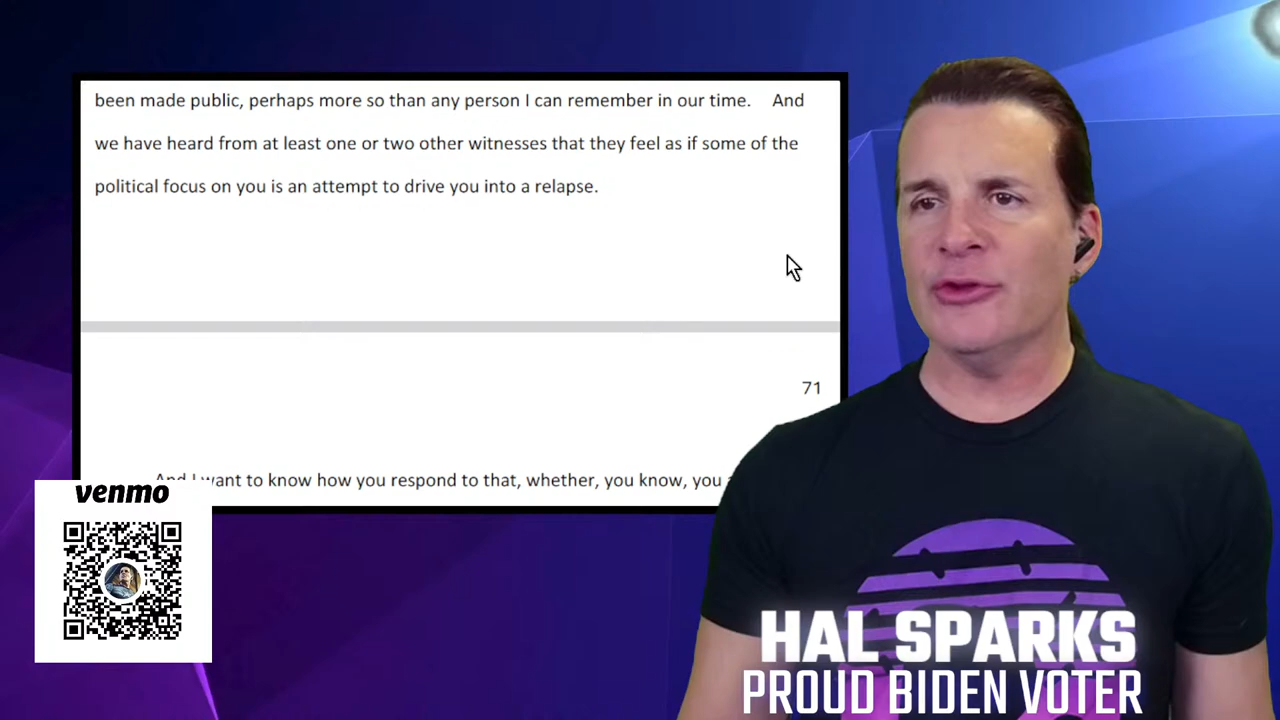 been made public, perhaps more so than any person I can remember in our time. And
we have heard from at least one or two other witnesses that they feel as if some of the
political focus on you is an attempt to drive you into a relapse.
71
And I want to know how you respond to that, whether, you know, you
venmo
HAL SPARKS
PROUD BIDEN VOTER